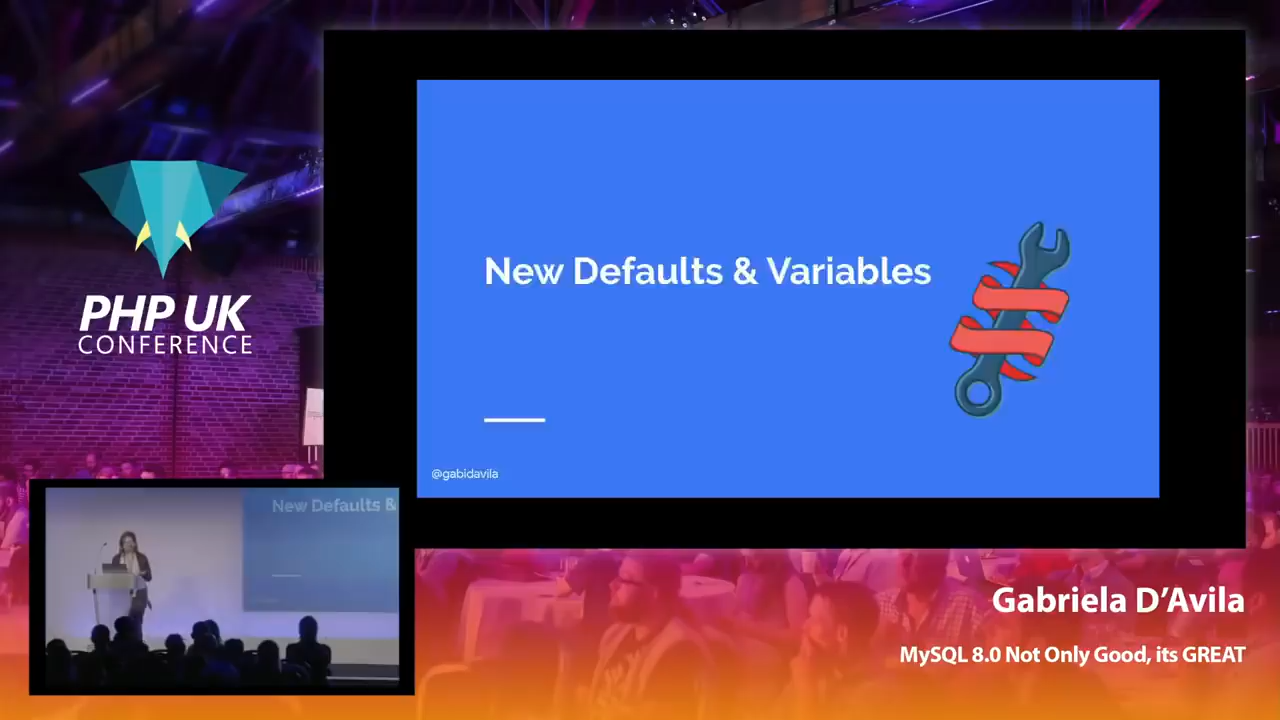 New Defaults & Variables
@gabidavila
PHP UK
CONFERENCE
New Defaults &
Gabriela D’Avila
MySQL 8.0 Not Only Good, its GREAT